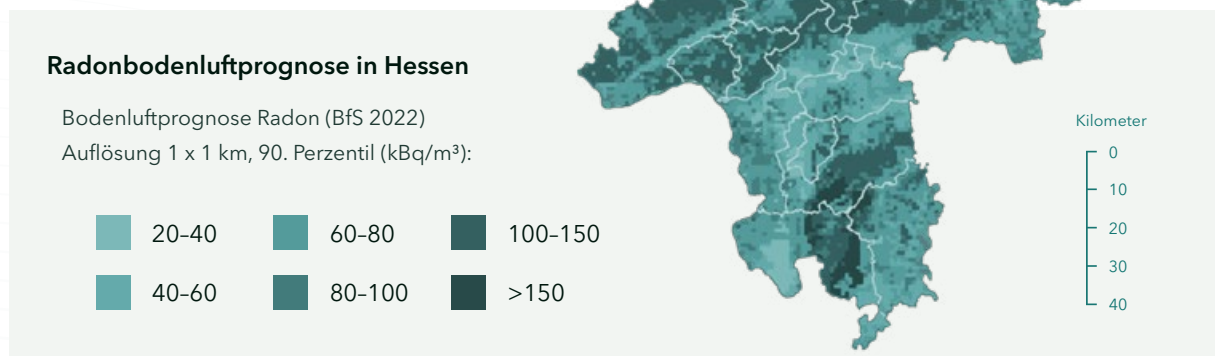 Radonbodenluftprognose in Hessen
Bodenluftprognose Radon (BfS 2022)
Auflösung 1 x 1 km, 90. Perzentil (kBq/m³):
20–40
60–80
100–150
40–60
80–100
>150
Kilometer
0
10
20
30
40